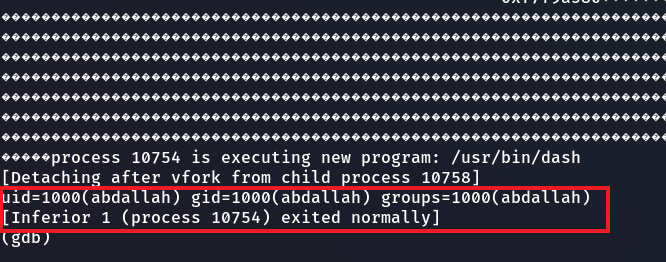 process 10754 is executing new program: /usr/bin/dash
[Detaching after vfork from child process 10758]
uid=1000(abdallah) gid=1000(abdallah) groups=1000(abdallah)
[Inferior 1 (process 10754) exited normally]
(gdb)